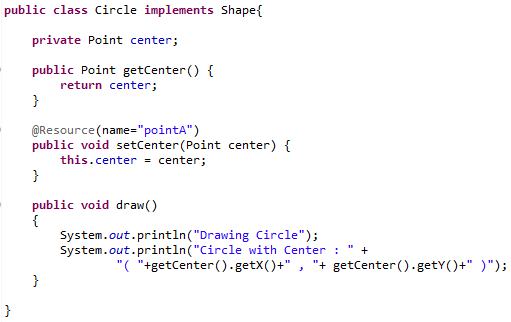 public class Circle implements Shape{
private Point center;
public Point getCenter() {
return center;
}
@Resource(name="pointA")
public void setCenter(Point center) {
this.center = center;
}
public void draw()
{
System.out.println("Drawing Circle");
System.out.println("Circle with Center : " +
"( "+getCenter().getX()+" , "+ getCenter().getY()+" )");
}
}